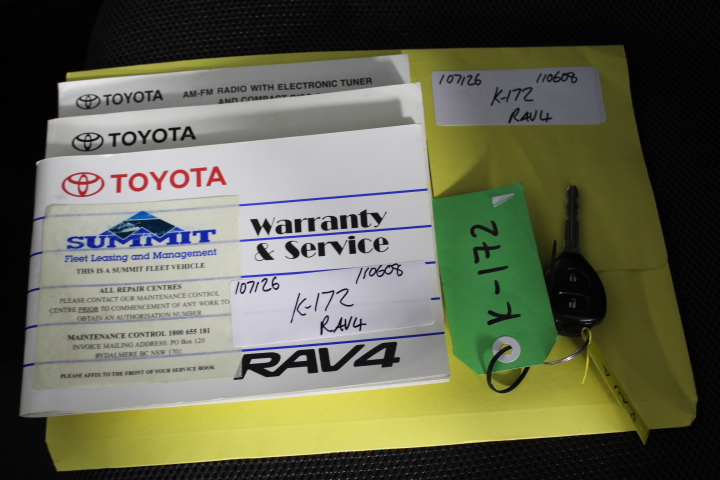 TOYOTA
AM-FM RADIO WITH ELECTRONIC TUNER
AND COMPACT
107126 110608
K-172
RAV4
TOYOTA
TOYOTA
Warranty
& Service
SUMMIT
Fleet Leasing and Management
THIS IS A SUMMIT FLEET VEHICLE
ALL REPAIR CENTRES
PLEASE CONTACT OUR MAINTENANCE CONTROL
CENTRE PRIOR TO COMMENCEMENT OF ANY WORK TO
OBTAIN AN AUTHORISATION NUMBER
MAINTENANCE CONTROL 1800 655 181
INVOICE MAILING ADDRESS: PO Box 120
RYDALMERE BC NSW 1701
PLEASE AFFIX TO THE FRONT OF YOUR SERVICE BOOK
107126 110608
K-172
RAV4
RAV4
K-172